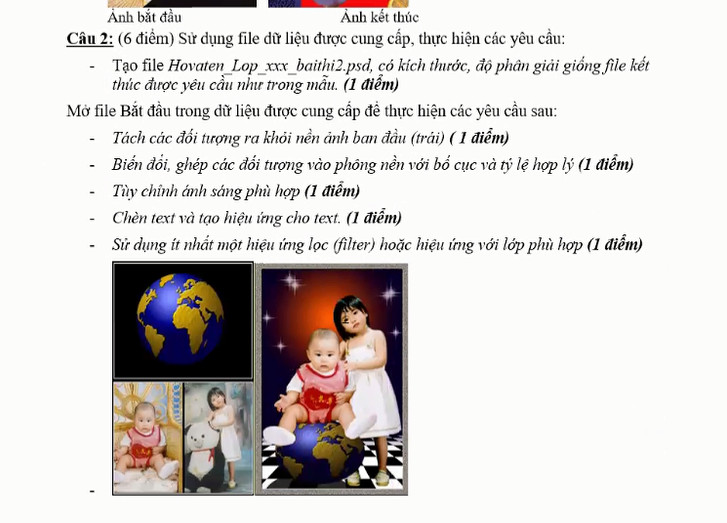 Ảnh bắt đầu Ảnh kết thúc
Câu 2: (6 điểm) Sử dụng file dữ liệu được cung cấp, thực hiện các yêu cầu:
- Tạo file Hovaten_Lop_xxx_baithi2.psd, có kích thước, độ phân giải giống file kết
thúc được yêu cầu như trong mẫu. (1 điểm)
Mở file Bắt đầu trong dữ liệu được cung cấp để thực hiện các yêu cầu sau:
- Tách các đối tượng ra khỏi nền ảnh ban đầu (trái) ( 1 điểm)
- Biến đổi, ghép các đối tượng vào phông nền với bố cục và tỷ lệ hợp lý (1 điểm)
- Tùy chỉnh ánh sáng phù hợp (1 điểm)
- Chèn text và tạo hiệu ứng cho text. (1 điểm)
- Sử dụng ít nhất một hiệu ứng lọc (filter) hoặc hiệu ứng với lớp phù hợp (1 điểm)
-